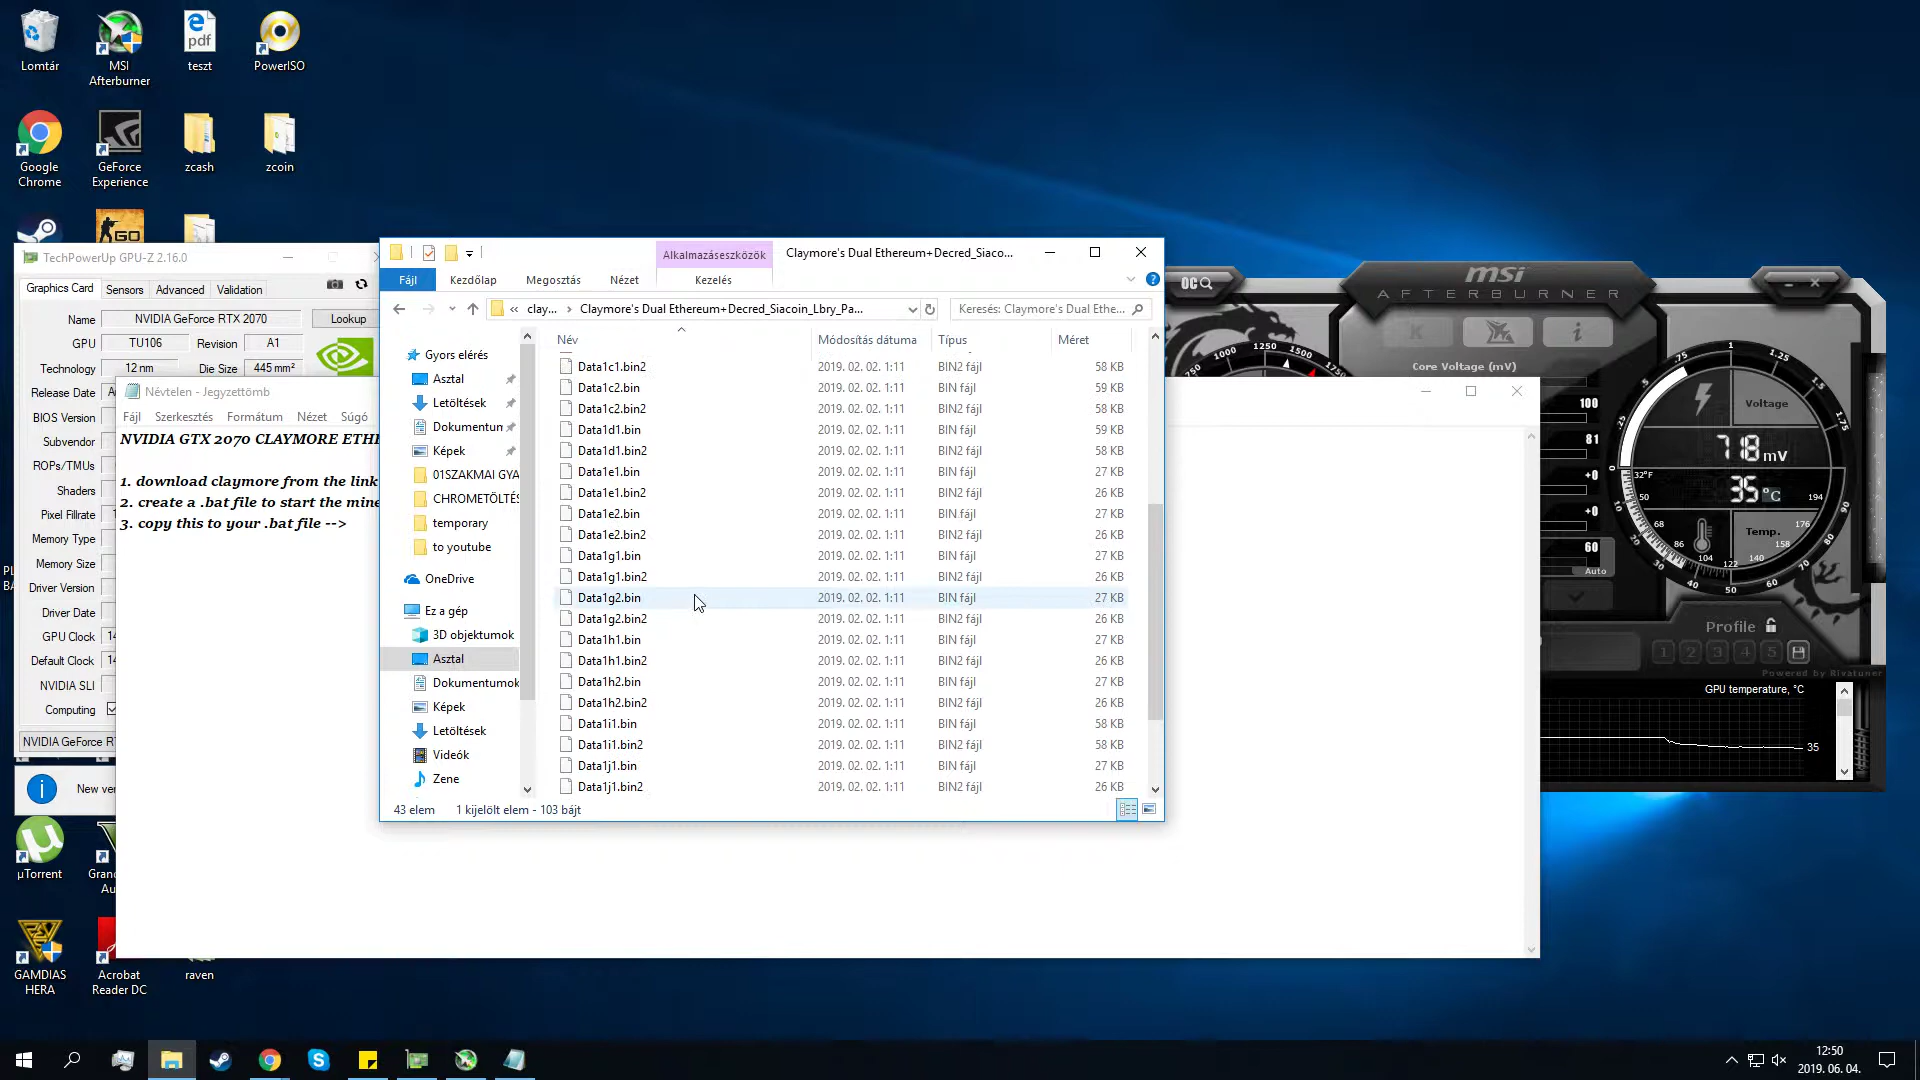 Lomtár
MSI Afterburner
teszt
PowerISO
Google Chrome
GeForce Experience
zcash
zcoin
TechPowerUp GPU-Z 2.16.0
Graphics Card
Sensors
Advanced
Validation
Name
NVIDIA GeForce RTX 2070
Lookup
GPU
TU106
Revision
A1
Technology
12 nm
Die Size
445 mm²
Release Date
BIOS Version
Subvendor
ROPs/TMUs
Shaders
Pixel Fillrate
Memory Type
Memory Size
Driver Version
Driver Date
GPU Clock
Default Clock
NVIDIA SLI
Computing
NVIDIA GeForce R
New ver
Névtelen - Jegyzettömb
Fájl
Szerkesztés
Formátum
Nézet
Súgó
NVIDIA GTX 2070 CLAYMORE ETHE
1. download claymore from the link
2. create a .bat file to start the mine
3. copy this to your .bat file -->
Alkalmazáseszközök
Claymore's Dual Ethereum+Decred_Siaco...
Fájl
Kezdőlap
Megosztás
Nézet
Kezelés
« clay... › Claymore's Dual Ethereum+Decred_Siacoin_Lbry_Pa...
Keresés: Claymore's Dual Ethe...
Gyors elérés
Asztal
Letöltések
Dokumentum
Képek
01SZAKMAI GYA
CHROMETÖLTÉS
temporary
to youtube
OneDrive
Ez a gép
3D objektumok
Asztal
Dokumentumok
Képek
Letöltések
Videók
Zene
Név Módosítás dátuma Típus Méret
Data1c1.bin2 2019. 02. 02. 1:11 BIN2 fájl 58 KB
Data1c2.bin 2019. 02. 02. 1:11 BIN fájl 59 KB
Data1c2.bin2 2019. 02. 02. 1:11 BIN2 fájl 58 KB
Data1d1.bin 2019. 02. 02. 1:11 BIN fájl 59 KB
Data1d1.bin2 2019. 02. 02. 1:11 BIN2 fájl 58 KB
Data1e1.bin 2019. 02. 02. 1:11 BIN fájl 27 KB
Data1e1.bin2 2019. 02. 02. 1:11 BIN2 fájl 26 KB
Data1e2.bin 2019. 02. 02. 1:11 BIN fájl 27 KB
Data1e2.bin2 2019. 02. 02. 1:11 BIN2 fájl 26 KB
Data1g1.bin 2019. 02. 02. 1:11 BIN fájl 27 KB
Data1g1.bin2 2019. 02. 02. 1:11 BIN2 fájl 26 KB
Data1g2.bin 2019. 02. 02. 1:11 BIN fájl 27 KB
Data1g2.bin2 2019. 02. 02. 1:11 BIN2 fájl 26 KB
Data1h1.bin 2019. 02. 02. 1:11 BIN fájl 27 KB
Data1h1.bin2 2019. 02. 02. 1:11 BIN2 fájl 26 KB
Data1h2.bin 2019. 02. 02. 1:11 BIN fájl 27 KB
Data1h2.bin2 2019. 02. 02. 1:11 BIN2 fájl 26 KB
Data1i1.bin 2019. 02. 02. 1:11 BIN fájl 58 KB
Data1i1.bin2 2019. 02. 02. 1:11 BIN2 fájl 58 KB
Data1j1.bin 2019. 02. 02. 1:11 BIN fájl 27 KB
Data1j1.bin2 2019. 02. 02. 1:11 BIN2 fájl 26 KB
43 elem 1 kijelölt elem - 103 bájt
OC
msi
AFTERBURNER
K
i
1000
1250
1500
Core Voltage (mV)
100
81
+0
+0
60
Auto
Voltage
718 mV
35 °C
Temp.
Profile
1 2 3 4 5
Powered by Rivatuner
GPU temperature, °C
35
µTorrent
Gran
Au
GAMDIAS HERA
Acrobat Reader DC
raven
12:50
2019. 06. 04.